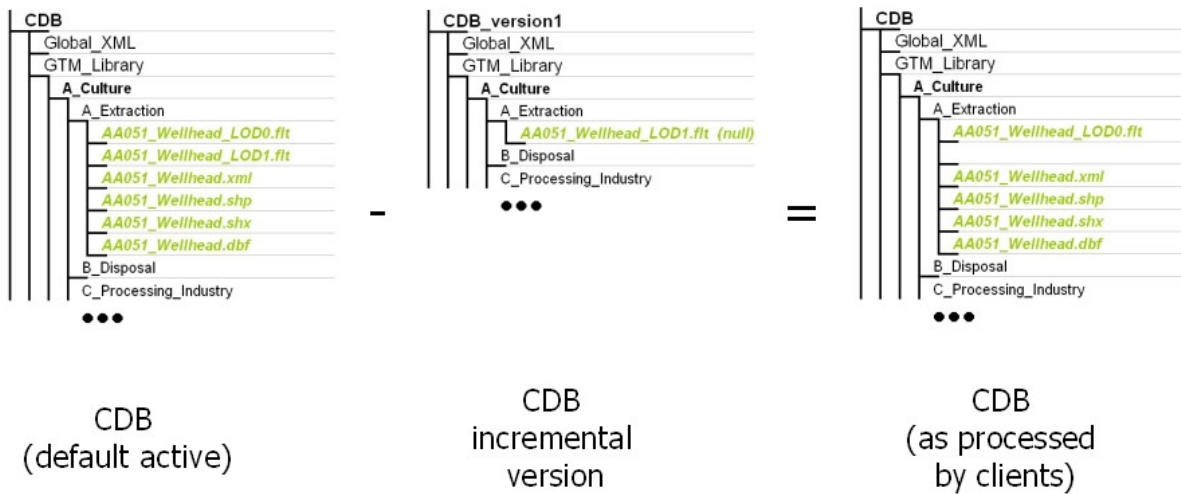 CDB
Global_XML
GTM_Library
A_Culture
A_Extraction
AA051_Wellhead_LOD0.flt
AA051_Wellhead_LOD1.flt
AA051_Wellhead.xml
AA051_Wellhead.shp
AA051_Wellhead.shx
AA051_Wellhead.dbf
B_Disposal
C_Processing_Industry
●●●
CDB
(default active)
-
CDB_version1
Global_XML
GTM_Library
A_Culture
A_Extraction
AA051_Wellhead_LOD1.flt (null)
B_Disposal
C_Processing_Industry
●●●
CDB
incremental
version
=
CDB
Global_XML
GTM_Library
A_Culture
A_Extraction
AA051_Wellhead_LOD0.flt
AA051_Wellhead.xml
AA051_Wellhead.shp
AA051_Wellhead.shx
AA051_Wellhead.dbf
B_Disposal
C_Processing_Industry
●●●
CDB
(as processed
by clients)